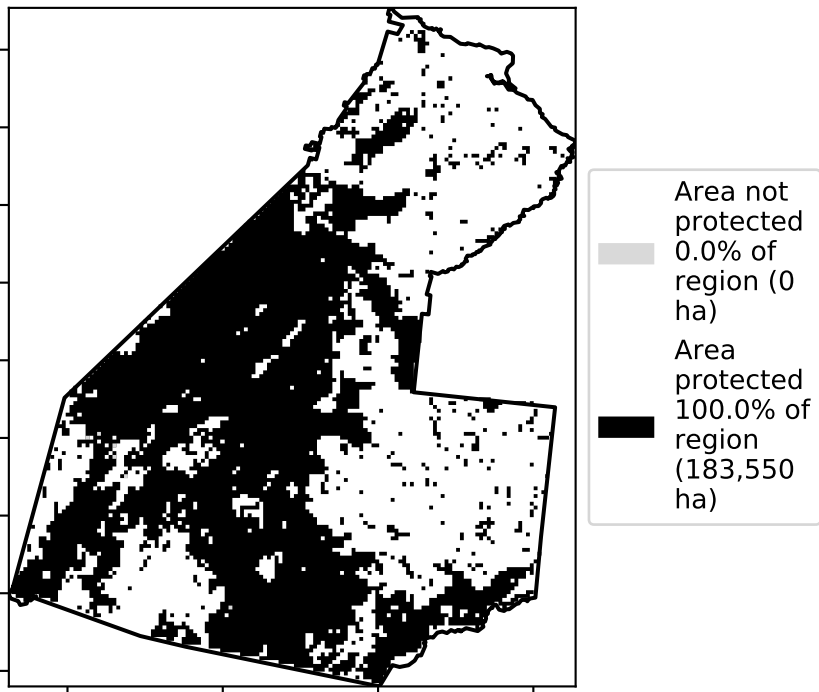 Area not
protected
0.0% of
region (0
ha)
Area
protected
100.0% of
region
(183,550
ha)